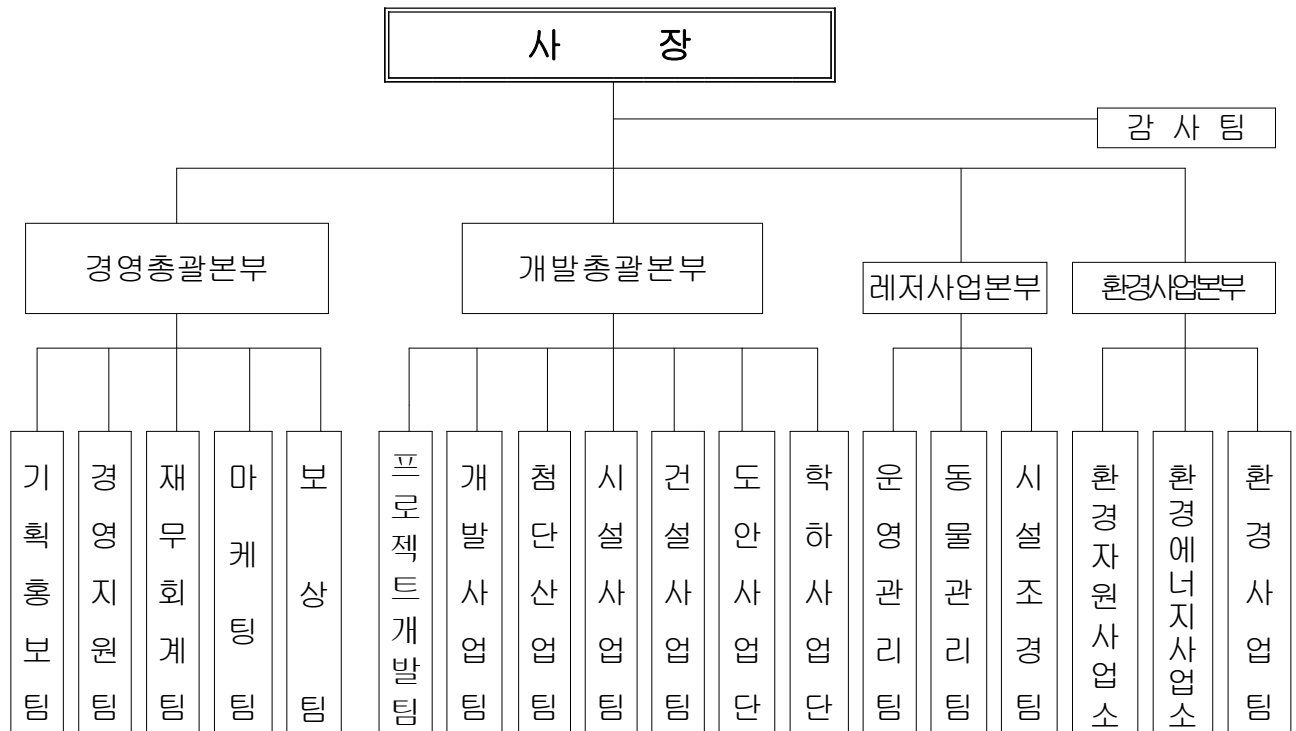 사 장
감 사 팀
경영총괄본부
개발총괄본부
레저사업본부
환경사업본부
기획홍보팀
경영지원팀
재무회계팀
마케팅팀
보상팀
프로젝트개발팀
개발사업팀
첨단산업팀
시설사업팀
건설사업팀
도안사업단
학하사업단
운영관리팀
동물관리팀
시설조경팀
환경자원사업소
환경에너지사업소
환경사업팀